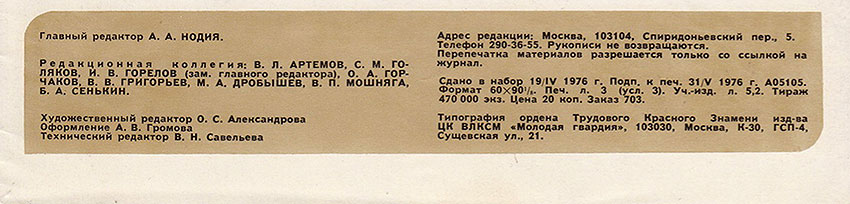 Главный редактор А. А. НОДИЯ.
Редакционная коллегия: В. Л. АРТЕМОВ, С. М. ГО-
ЛЯКОВ, И. В. ГОРЕЛОВ (зам. главного редактора), О. А. ГОР-
ЧАКОВ, В. В. ГРИГОРЬЕВ, М. А. ДРОБЫШЕВ, В. П. МОШНЯГА,
Б. А. СЕНЬКИН.
Художественный редактор О. С. Александрова
Оформление А. В. Громова
Технический редактор В. Н. Савельева
Адрес редакции: Москва, 103104, Спиридоньевский пер., 5.
Телефон 290-36-55. Рукописи не возвращаются.
Перепечатка материалов разрешается только со ссылкой на
журнал.
Сдано в набор 19/IV 1976 г. Подп. к печ. 31/V 1976 г. А05105.
Формат 60×90¹/₈. Печ. л. 3 (усл. 3). Уч.-изд. л. 5,2. Тираж
470 000 экз. Цена 20 коп. Заказ 703.
Типография ордена Трудового Красного Знамени изд-ва
ЦК ВЛКСМ «Молодая гвардия», 103030, Москва, К-30, ГСП-4,
Сущевская ул., 21.